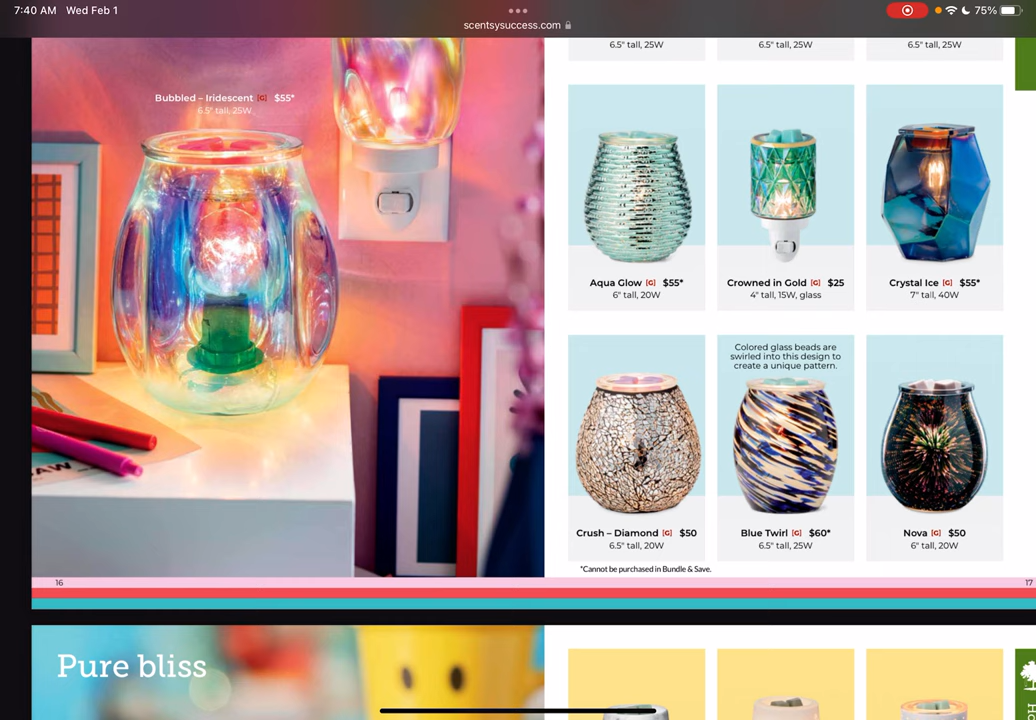 7:40 AM Wed Feb 1
75%
scentsysuccess.com
Bubbled – Iridescent [G] $55*
6.5" tall, 25W
6.5" tall, 25W
6.5" tall, 25W
6.5" tall, 25W
Aqua Glow [G] $55*
6" tall, 20W
Crowned in Gold [G] $25
4" tall, 15W, glass
Crystal Ice [G] $55*
7" tall, 40W
Colored glass beads are
swirled into this design to
create a unique pattern.
Crush – Diamond [G] $50
6.5" tall, 20W
Blue Twirl [G] $60*
6.5" tall, 25W
Nova [G] $50
6" tall, 20W
*Cannot be purchased in Bundle & Save.
16
17
Pure bliss